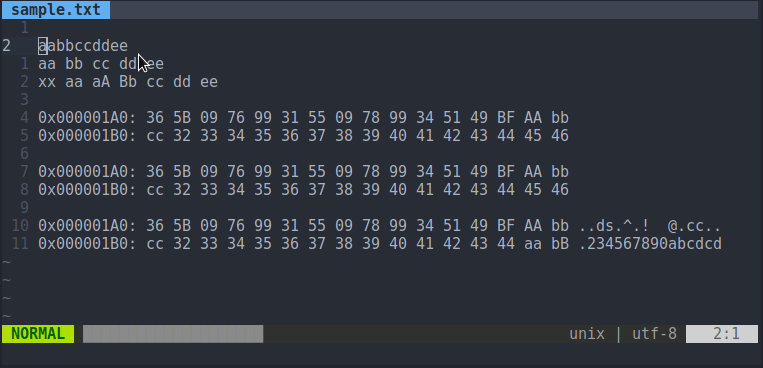 sample.txt
1
2 aabbccddee
1 aa bb cc dd ee
2 xx aa aA Bb cc dd ee
3
4 0x000001A0: 36 5B 09 76 99 31 55 09 78 99 34 51 49 BF AA bb
5 0x000001B0: cc 32 33 34 35 36 37 38 39 40 41 42 43 44 45 46
6
7 0x000001A0: 36 5B 09 76 99 31 55 09 78 99 34 51 49 BF AA bb
8 0x000001B0: cc 32 33 34 35 36 37 38 39 40 41 42 43 44 45 46
9
10 0x000001A0: 36 5B 09 76 99 31 55 09 78 99 34 51 49 BF AA bb ..ds.^.!  @.cc..
11 0x000001B0: cc 32 33 34 35 36 37 38 39 40 41 42 43 44 aa bB .234567890abcdcd
~
~
~
~
NORMAL unix | utf-8 2:1